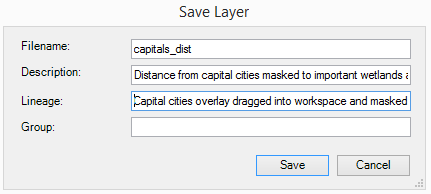 Save Layer
Filename: capitals_dist
Description: Distance from capital cities masked to important wetlands
Lineage: Capital cities overlay dragged into workspace and masked
Group:
Save Cancel